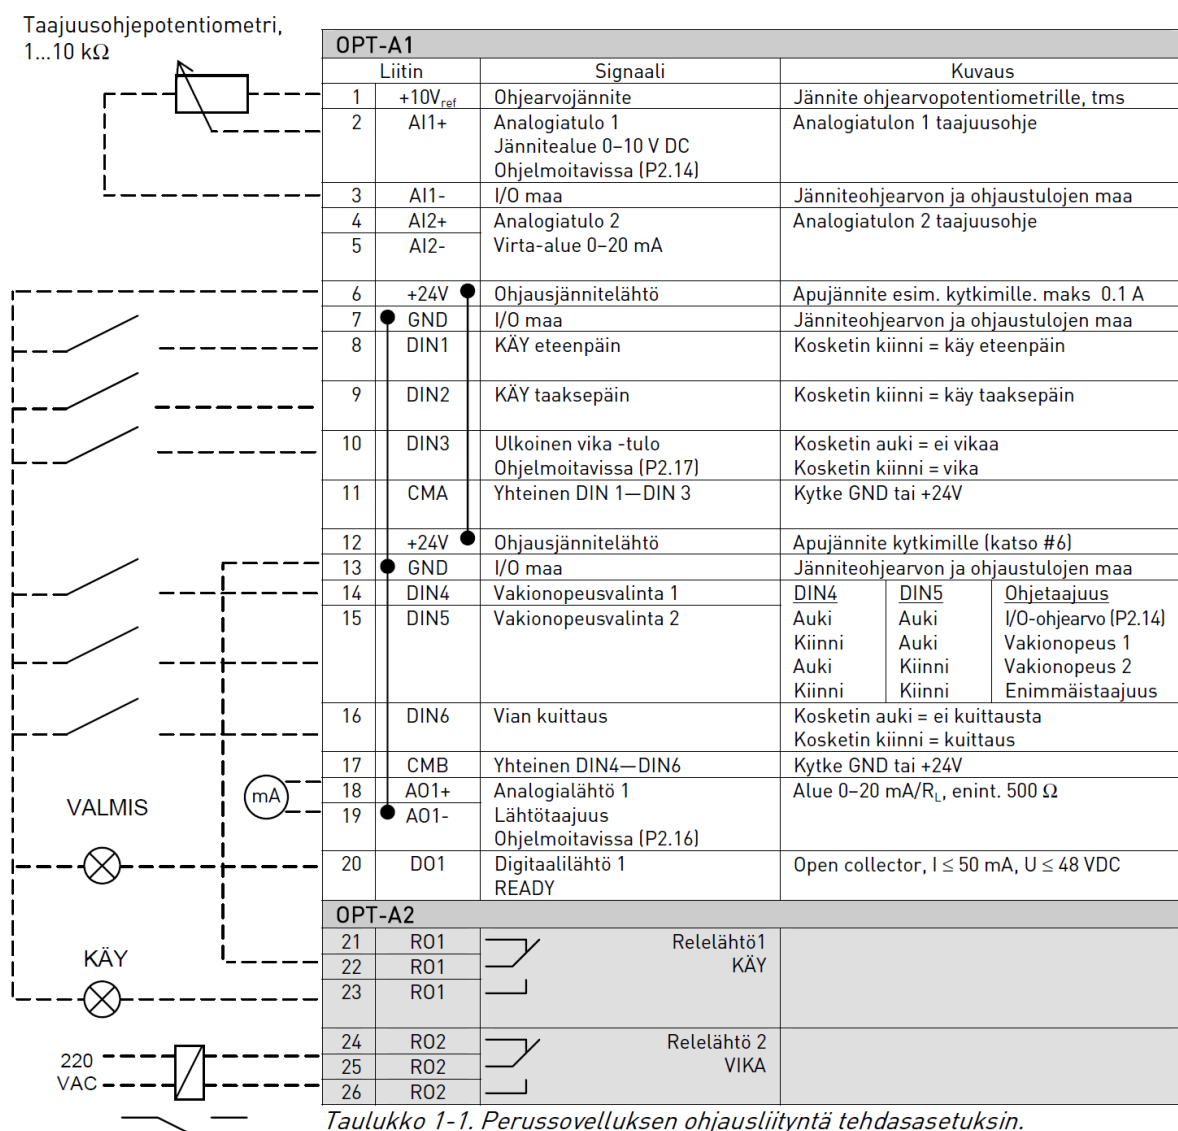 Taajuusohjepotentiometri,
1...10 kΩ
OPT-A1
Liitin Signaali Kuvaus
1 +10Vref Ohjearvojännite Jännite ohjearvopotentiometrille, tms
2 AI1+ Analogiatulo 1 Analogiatulon 1 taajuusohje
Jännitealue 0–10 V DC
Ohjelmoitavissa (P2.14)
3 AI1- I/O maa Jänniteohjearvon ja ohjaustulojen maa
4 AI2+ Analogiatulo 2 Analogiatulon 2 taajuusohje
5 AI2- Virta-alue 0–20 mA
6 +24V Ohjausjännitelähtö Apujännite esim. kytkimille. maks 0.1 A
7 GND I/O maa Jänniteohjearvon ja ohjaustulojen maa
8 DIN1 KÄY eteenpäin Kosketin kiinni = käy eteenpäin
9 DIN2 KÄY taaksepäin Kosketin kiinni = käy taaksepäin
10 DIN3 Ulkoinen vika -tulo Kosketin auki = ei vikaa
Ohjelmoitavissa (P2.17) Kosketin kiinni = vika
11 CMA Yhteinen DIN 1—DIN 3 Kytke GND tai +24V
12 +24V Ohjausjännitelähtö Apujännite kytkimille (katso #6)
13 GND I/O maa Jänniteohjearvon ja ohjaustulojen maa
14 DIN4 Vakionopeusvalinta 1 DIN4 DIN5 Ohjetaajuus
15 DIN5 Vakionopeusvalinta 2 Auki Auki I/O-ohjearvo (P2.14)
Kiinni Auki Vakionopeus 1
Auki Kiinni Vakionopeus 2
Kiinni Kiinni Enimmäistaajuus
16 DIN6 Vian kuittaus Kosketin auki = ei kuittausta
Kosketin kiinni = kuittaus
17 CMB Yhteinen DIN4—DIN6 Kytke GND tai +24V
mA 18 AO1+ Analogialähtö 1 Alue 0–20 mA/RL, enint. 500 Ω
VALMIS 19 AO1- Lähtötaajuus
Ohjelmoitavissa (P2.16)
20 DO1 Digitaalilähtö 1 Open collector, I ≤ 50 mA, U ≤ 48 VDC
READY
OPT-A2
21 RO1 Relelähtö1
KÄY 22 RO1 KÄY
23 RO1
24 RO2 Relelähtö 2
220 25 RO2 VIKA
VAC 26 RO2
Taulukko 1-1. Perussovelluksen ohjausliityntä tehdasasetuksin.